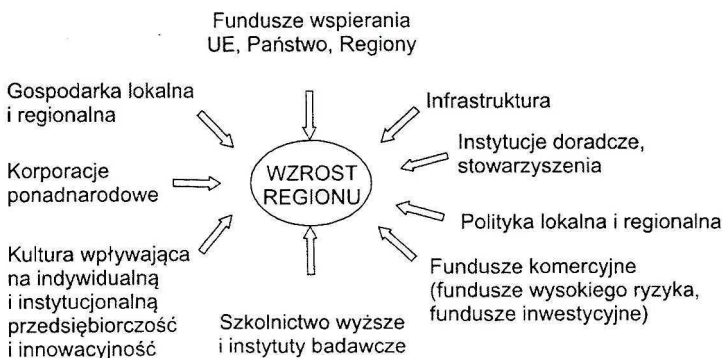 Fundusze wspierania
UE, Państwo, Regiony
Gospodarka lokalna
i regionalna
Infrastruktura
Instytucje doradcze,
stowarzyszenia
Korporacje
ponadnarodowe
WZROST
REGIONU
Polityka lokalna i regionalna
Kultura wpływająca
na indywidualną
i instytucjonalną
przedsiębiorczość
i innowacyjność
Fundusze komercyjne
(fundusze wysokiego ryzyka,
fundusze inwestycyjne)
Szkolnictwo wyższe
i instytuty badawcze